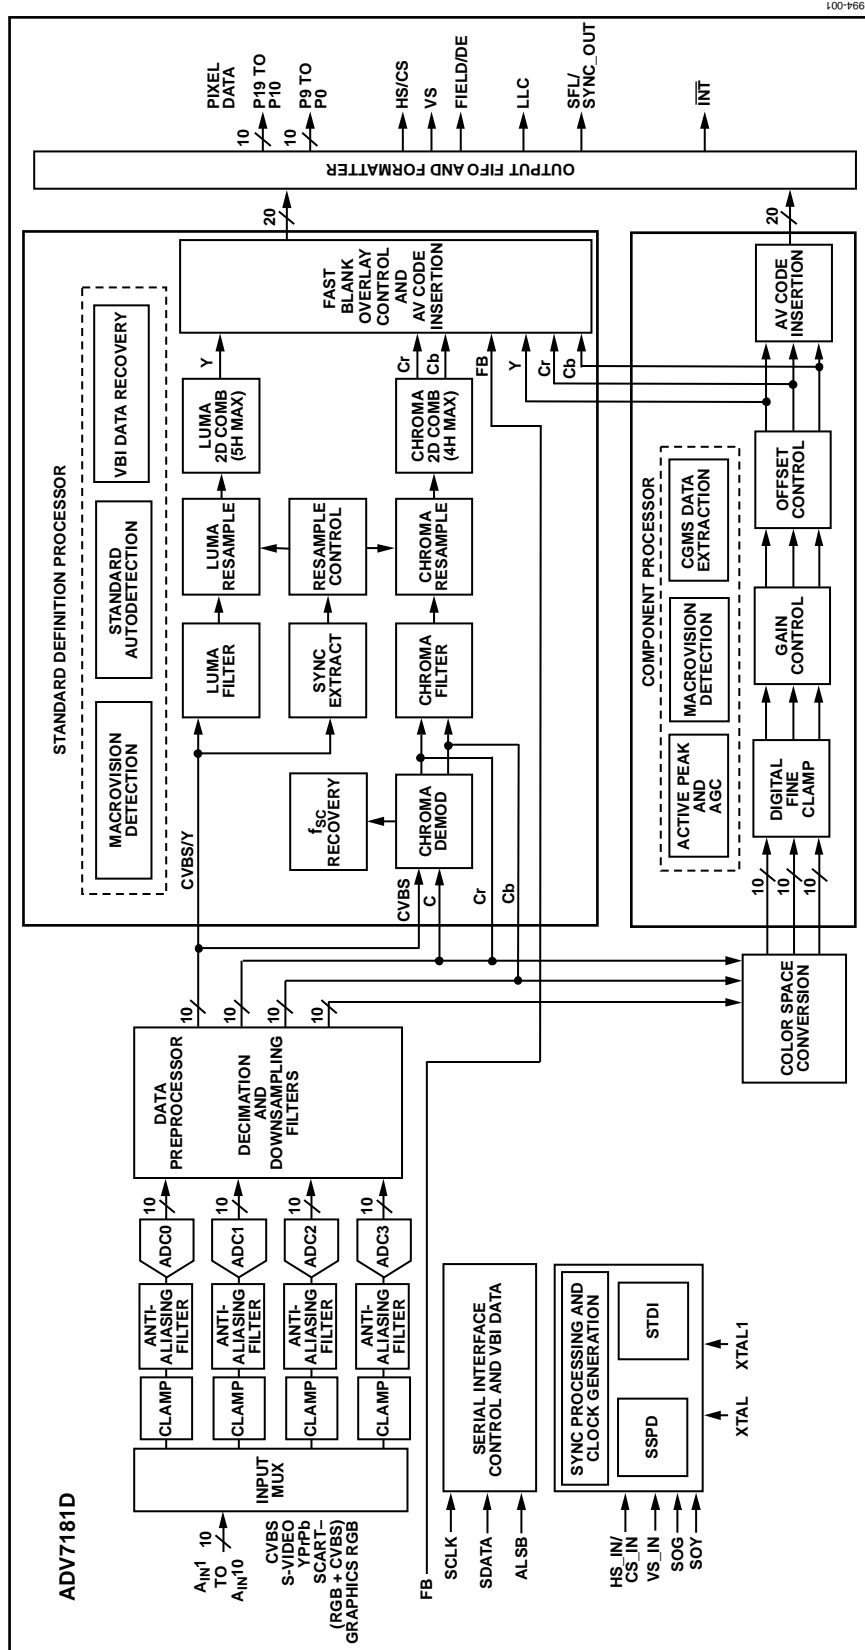 ADV7181D
AIN1
TO
AIN10
10
CVBS
S-VIDEO
YPrPb
SCART–
(RGB + CVBS)
GRAPHICS RGB
INPUT
MUX
CLAMP
ANTI-
ALIASING
FILTER
ADC0
10
CLAMP
ANTI-
ALIASING
FILTER
ADC1
10
CLAMP
ANTI-
ALIASING
FILTER
ADC2
10
CLAMP
ANTI-
ALIASING
FILTER
ADC3
10
DATA
PREPROCESSOR
DECIMATION
AND
DOWNSAMPLING
FILTERS
10
10
10
10
FB
SCLK
SDATA
ALSB
SERIAL INTERFACE
CONTROL AND VBI DATA
HS_IN/
CS_IN
VS_IN
SOG
SOY
SYNC PROCESSING AND
CLOCK GENERATION
SSPD
STDI
XTAL
XTAL1
COLOR SPACE
CONVERSION
STANDARD DEFINITION PROCESSOR
MACROVISION
DETECTION
STANDARD
AUTODETECTION
VBI DATA RECOVERY
CVBS/Y
LUMA
FILTER
LUMA
RESAMPLE
LUMA
2D COMB
(5H MAX)
Y
SYNC
EXTRACT
RESAMPLE
CONTROL
fSC
RECOVERY
CVBS
C
CHROMA
DEMOD
CHROMA
FILTER
CHROMA
RESAMPLE
CHROMA
2D COMB
(4H MAX)
Cr
Cb
Cr
Cb
FB
Y
Cr
Cb
FAST
BLANK
OVERLAY
CONTROL
AND
AV CODE
INSERTION
20
COMPONENT PROCESSOR
ACTIVE PEAK
AND
AGC
MACROVISION
DETECTION
CGMS DATA
EXTRACTION
10
10
10
DIGITAL
FINE
CLAMP
GAIN
CONTROL
OFFSET
CONTROL
AV CODE
INSERTION
20
OUTPUT FIFO AND FORMATTER
PIXEL
DATA
10
P19 TO
P10
10
P9 TO
P0
HS/CS
VS
FIELD/DE
LLC
SFL/
SYNC_OUT
INT
994-001